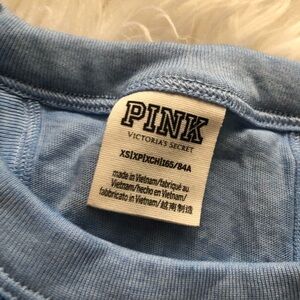 PINK
VICTORIA'S SECRET
XS|XP|XCH|165/84A
made in Vietnam/fabriqué au
Vietnam/hecho en Vietnam/
fabbricato in Vietnam/越南制造